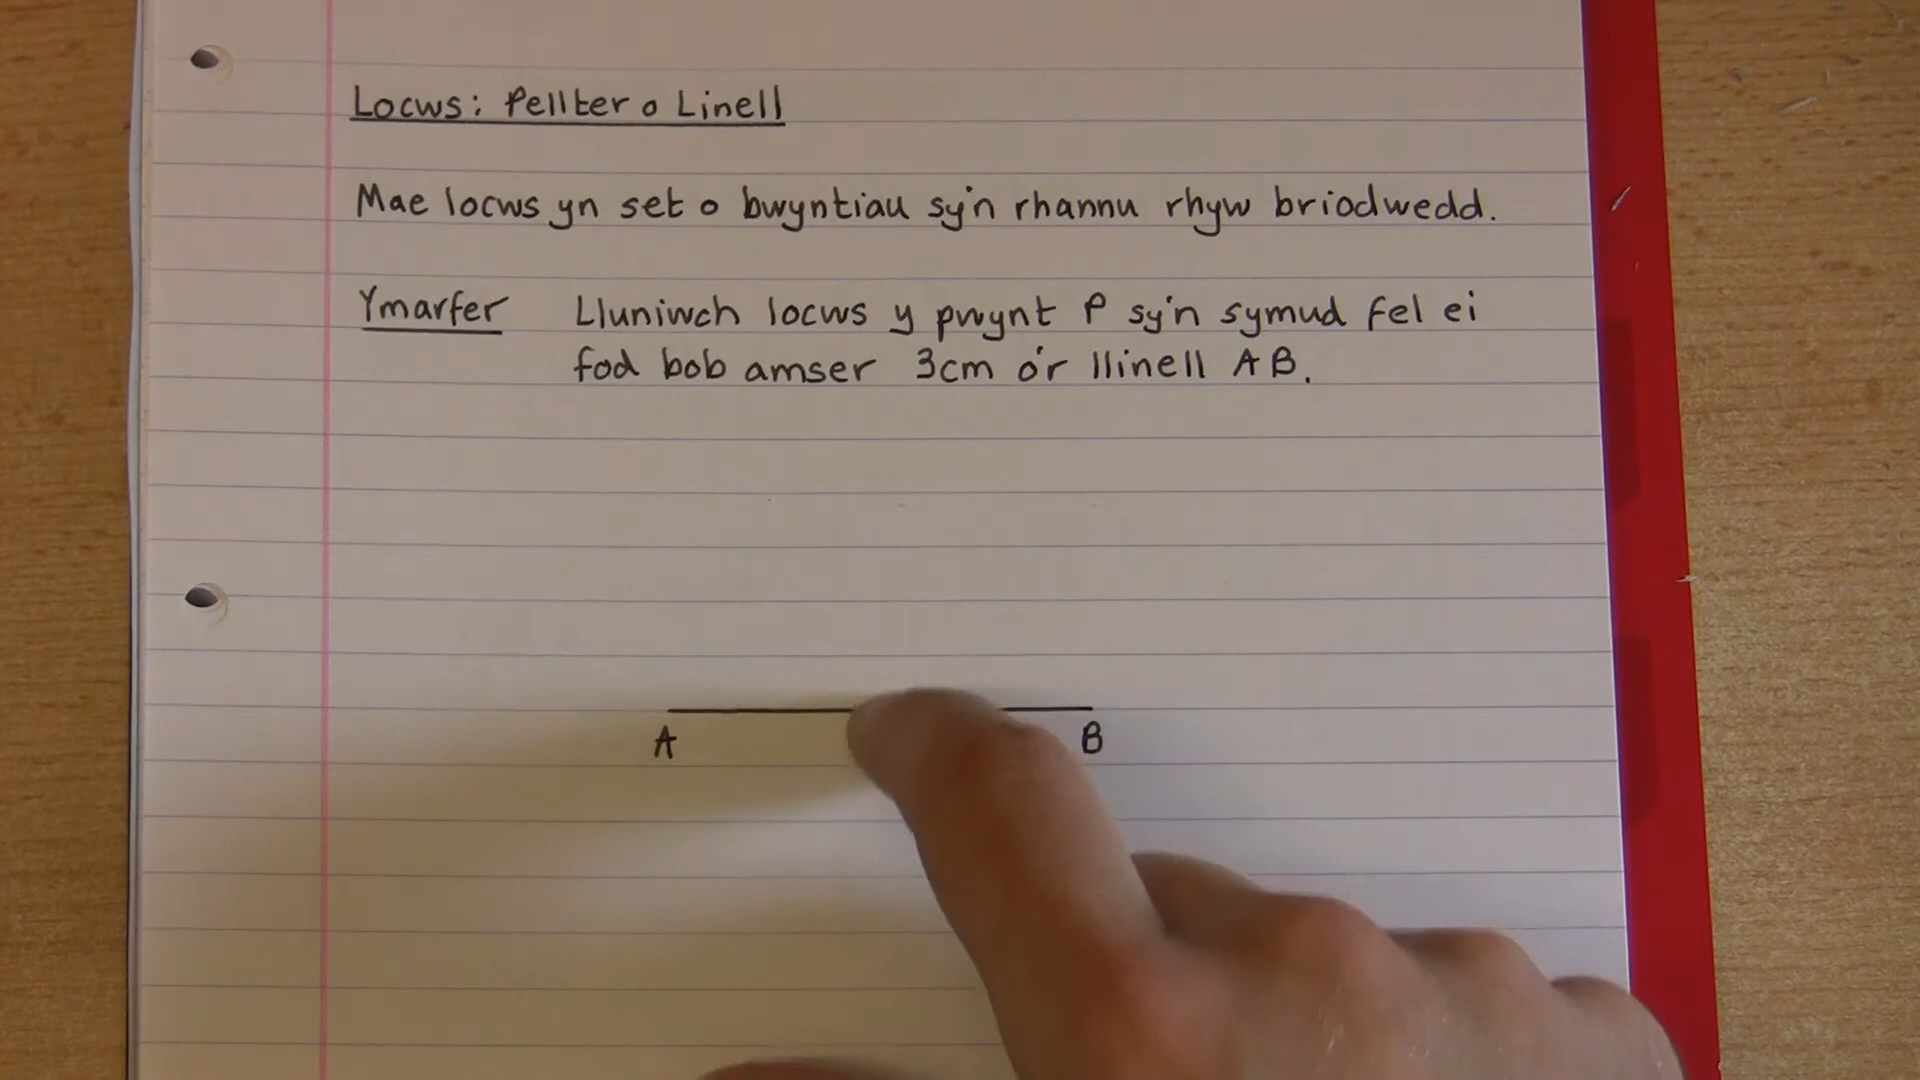 Locws: Pellter o Linell
Mae locws yn set o bwyntiau sy'n rhannu rhyw briodwedd.
Ymarfer Lluniwch locws y pwynt P sy'n symud fel ei
fod bob amser 3cm o'r llinell AB.
A B